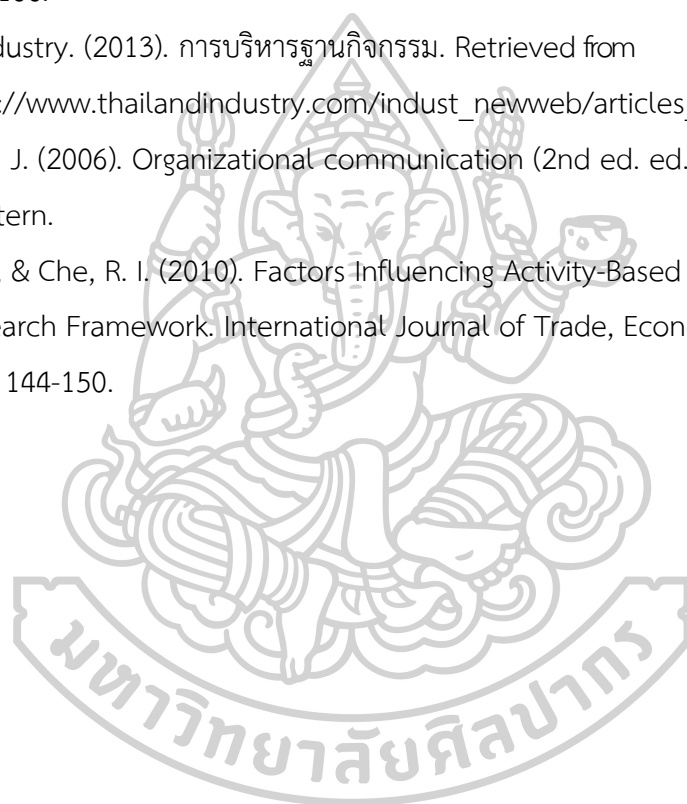 dustry. (2013). การบริหารฐานกิจกรรม. Retrieved from
://www.thailandindustry.com/indust_newweb/articles_
J. (2006). Organizational communication (2nd ed. ed.
tern.
, & Che, R. I. (2010). Factors Influencing Activity-Based
earch Framework. International Journal of Trade, Econ
144-150.
มหาวิทยาลัยศิลปากร